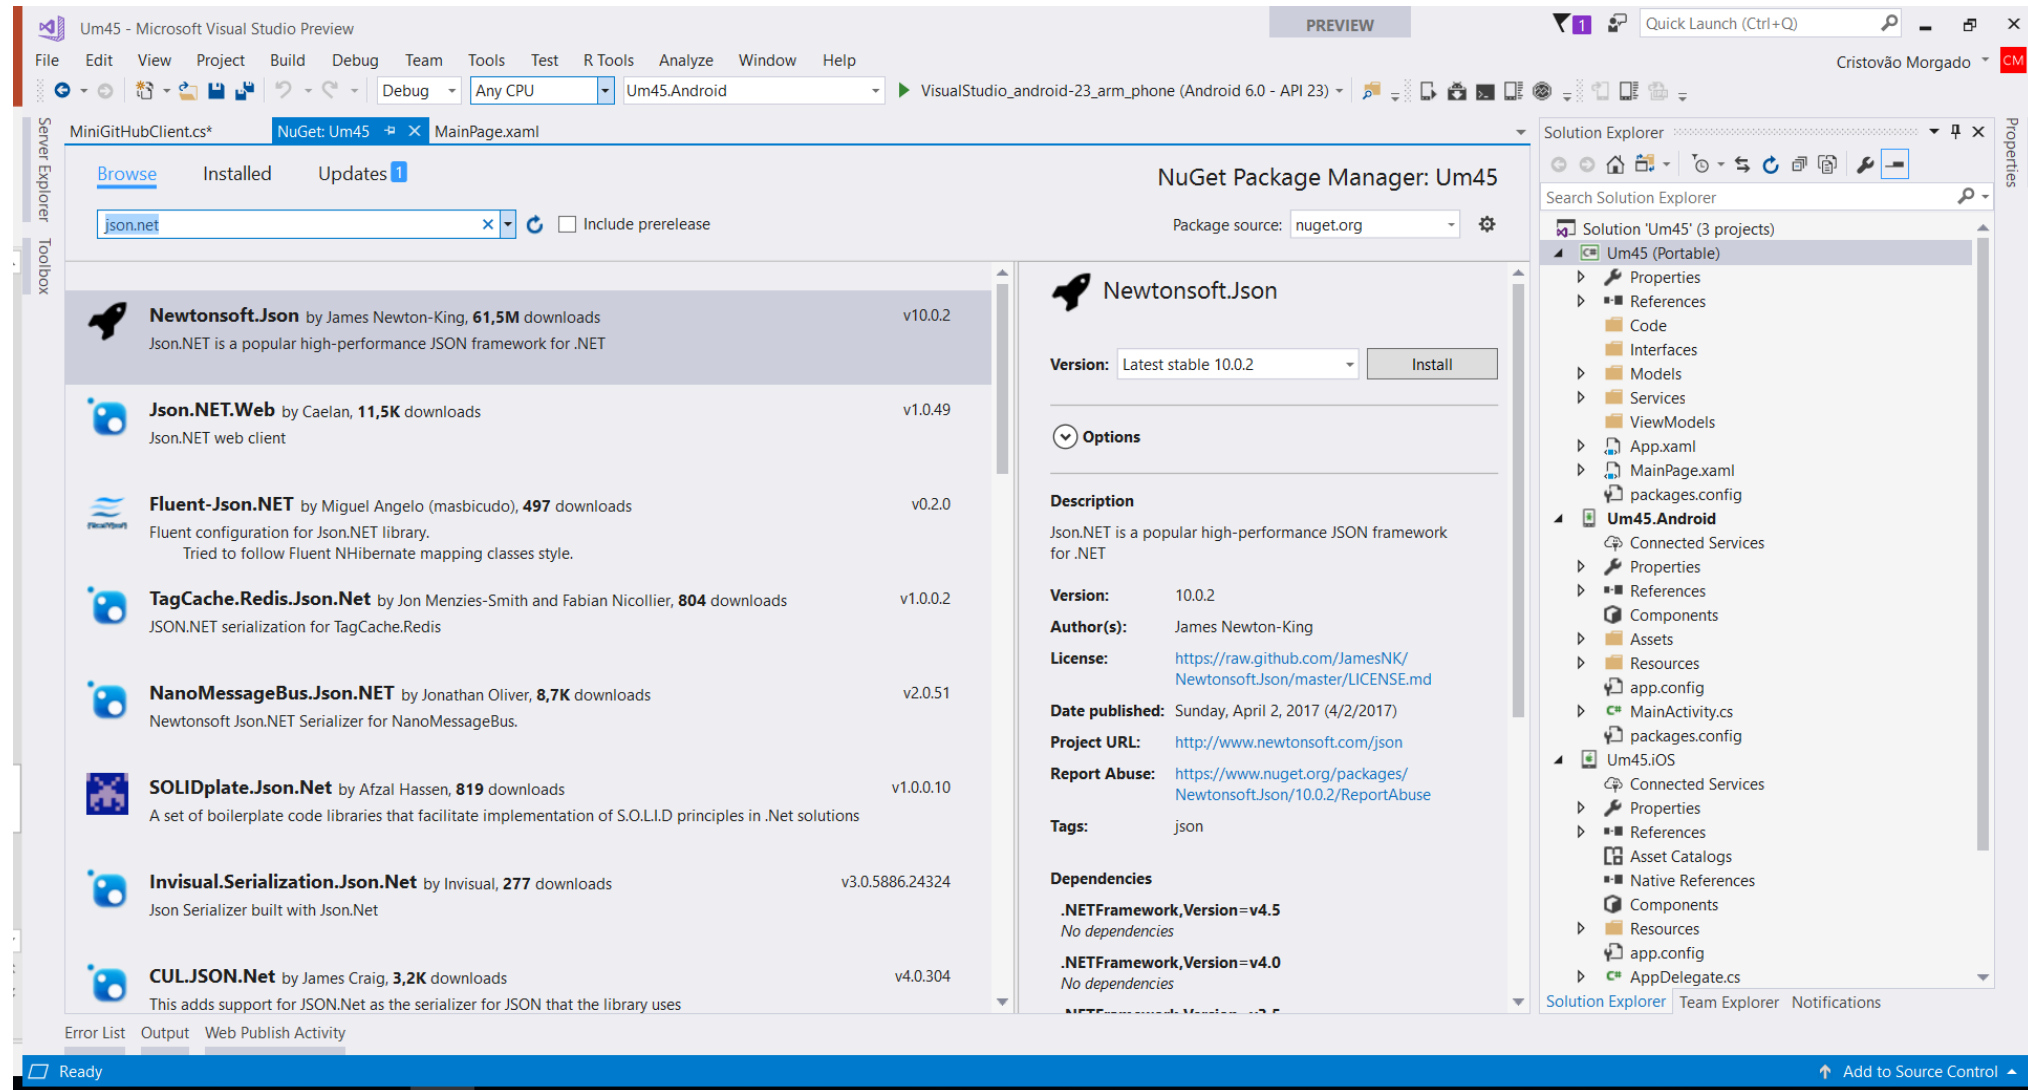 Um45 - Microsoft Visual Studio Preview
PREVIEW
1
Quick Launch (Ctrl+Q)
File Edit View Project Build Debug Team Tools Test R Tools Analyze Window Help
Cristovão Morgado CM
Debug Any CPU Um45.Android VisualStudio_android-23_arm_phone (Android 6.0 - API 23)
Server Explorer
Toolbox
MiniGitHubClient.cs* NuGet: Um45 MainPage.xaml
Browse Installed Updates 1
NuGet Package Manager: Um45
json.net Include prerelease
Package source: nuget.org
Newtonsoft.Json by James Newton-King, 61,5M downloads v10.0.2
Json.NET is a popular high-performance JSON framework for .NET
Json.NET.Web by Caelan, 11,5K downloads v1.0.49
Json.NET web client
Fluent-Json.NET by Miguel Angelo (masbicudo), 497 downloads v0.2.0
Fluent configuration for Json.NET library.
Tried to follow Fluent NHibernate mapping classes style.
TagCache.Redis.Json.Net by Jon Menzies-Smith and Fabian Nicollier, 804 downloads v1.0.0.2
JSON.NET serialization for TagCache.Redis
NanoMessageBus.Json.NET by Jonathan Oliver, 8,7K downloads v2.0.51
Newtonsoft Json.NET Serializer for NanoMessageBus.
SOLIDplate.Json.Net by Afzal Hassen, 819 downloads v1.0.0.10
A set of boilerplate code libraries that facilitate implementation of S.O.L.I.D principles in .Net solutions
Invisual.Serialization.Json.Net by Invisual, 277 downloads v3.0.5886.24324
Json Serializer built with Json.Net
CUL.JSON.Net by James Craig, 3,2K downloads v4.0.304
This adds support for JSON.Net as the serializer for JSON that the library uses
Newtonsoft.Json
Version: Latest stable 10.0.2 Install
Options
Description
Json.NET is a popular high-performance JSON framework
for .NET
Version: 10.0.2
Author(s): James Newton-King
License: https://raw.github.com/JamesNK/
Newtonsoft.Json/master/LICENSE.md
Date published: Sunday, April 2, 2017 (4/2/2017)
Project URL: http://www.newtonsoft.com/json
Report Abuse: https://www.nuget.org/packages/
Newtonsoft.Json/10.0.2/ReportAbuse
Tags: json
Dependencies
.NETFramework,Version=v4.5
No dependencies
.NETFramework,Version=v4.0
No dependencies
Solution Explorer
Search Solution Explorer
Solution 'Um45' (3 projects)
Um45 (Portable)
Properties
References
Code
Interfaces
Models
Services
ViewModels
App.xaml
MainPage.xaml
packages.config
Um45.Android
Connected Services
Properties
References
Components
Assets
Resources
app.config
MainActivity.cs
packages.config
Um45.iOS
Connected Services
Properties
References
Asset Catalogs
Native References
Components
Resources
app.config
AppDelegate.cs
Solution Explorer Team Explorer Notifications
Properties
Error List Output Web Publish Activity
Ready
Add to Source Control